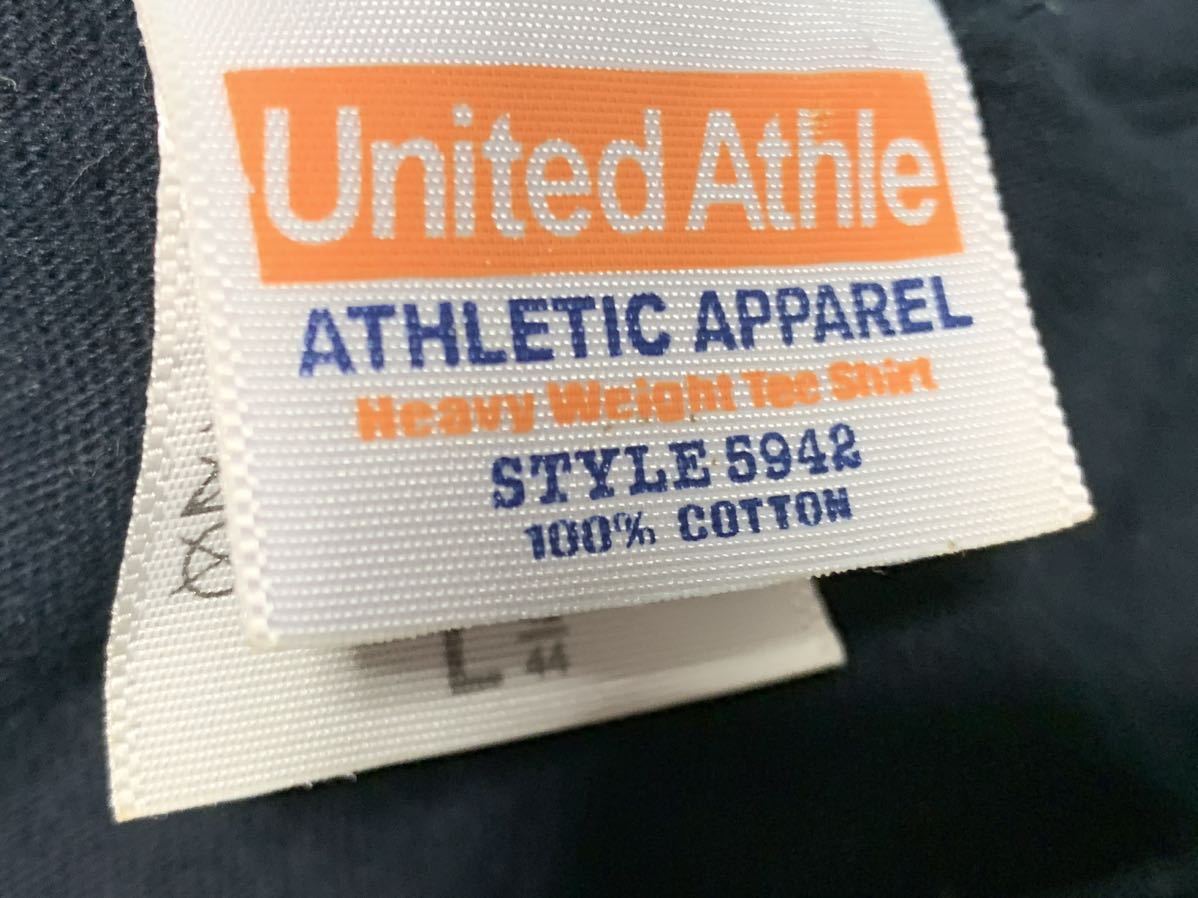 United Athle
ATHLETIC APPAREL
Heavy Weight Tee Shirt
STYLE 5942
100% COTTON
L 44